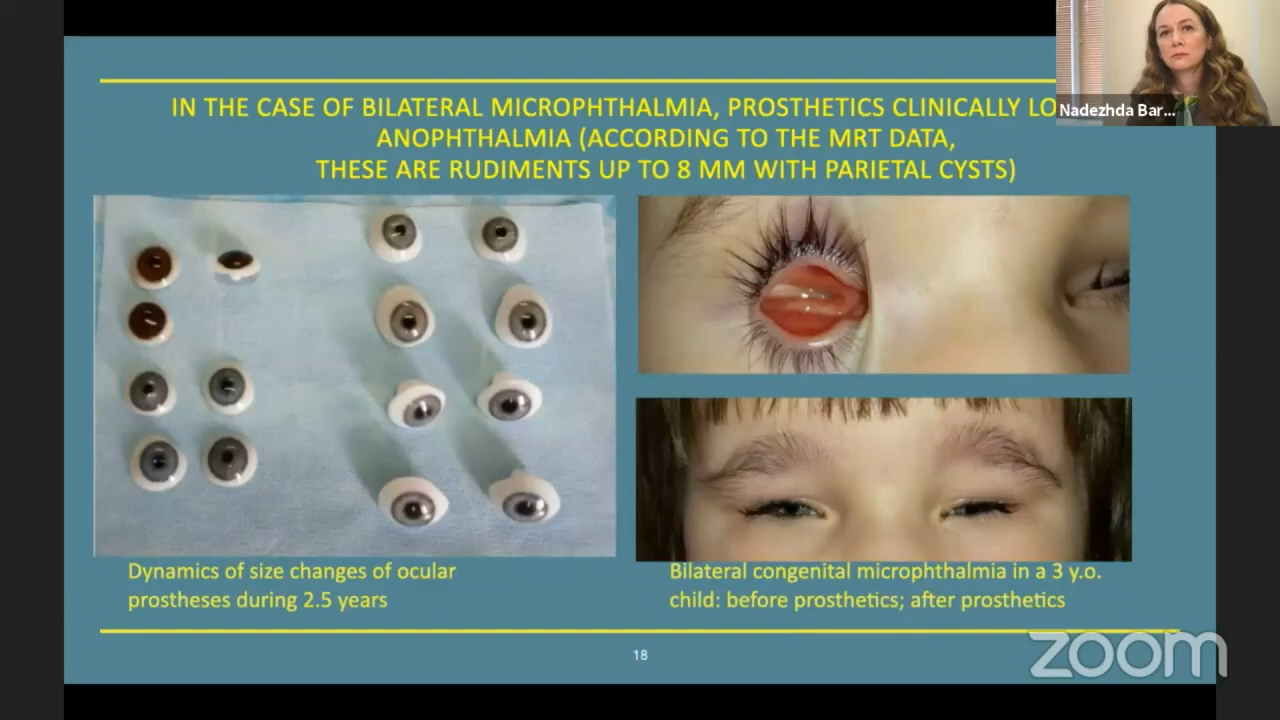 IN THE CASE OF BILATERAL MICROPHTHALMIA, PROSTHETICS CLINICALLY LO
ANOPHTHALMIA (ACCORDING TO THE MRT DATA,
THESE ARE RUDIMENTS UP TO 8 MM WITH PARIETAL CYSTS)
Nadezhda Bar...
Dynamics of size changes of ocular
prostheses during 2.5 years
Bilateral congenital microphthalmia in a 3 y.o.
child: before prosthetics; after prosthetics
18
zoom